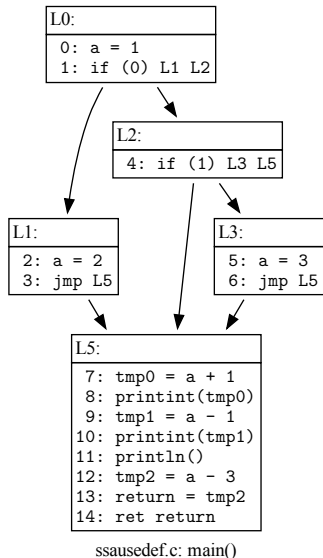 L0:
0: a = 1
1: if (0) L1 L2
L2:
4: if (1) L3 L5
L1:
2: a = 2
3: jmp L5
L3:
5: a = 3
6: jmp L5
L5:
7: tmp0 = a + 1
8: printint(tmp0)
9: tmp1 = a - 1
10: printint(tmp1)
11: println()
12: tmp2 = a - 3
13: return = tmp2
14: ret return
ssausedef.c: main()